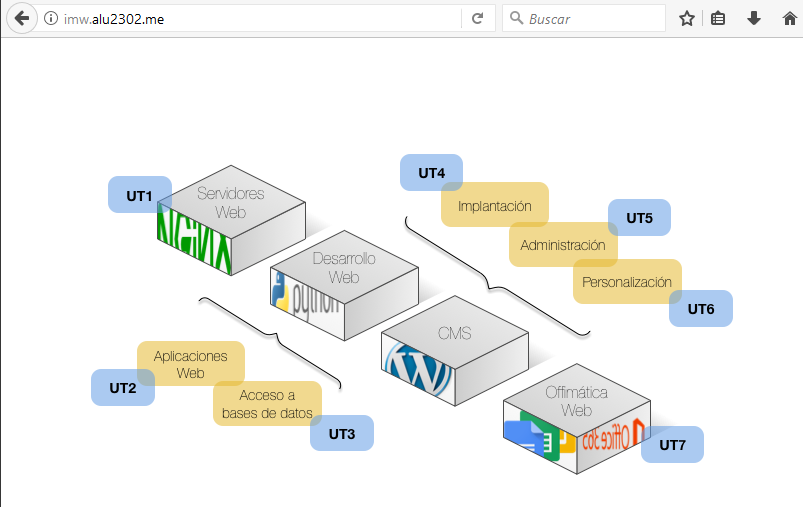 imw.alu2302.me
Buscar
UT1
Servidores
Web
NGINX
Desarrollo
Web
python
CMS
Offimática
Web
Office 365
UT4
Implantación
Administración
UT5
Personalización
UT6
Aplicaciones
Web
UT2
Acceso a
bases de datos
UT3
UT7